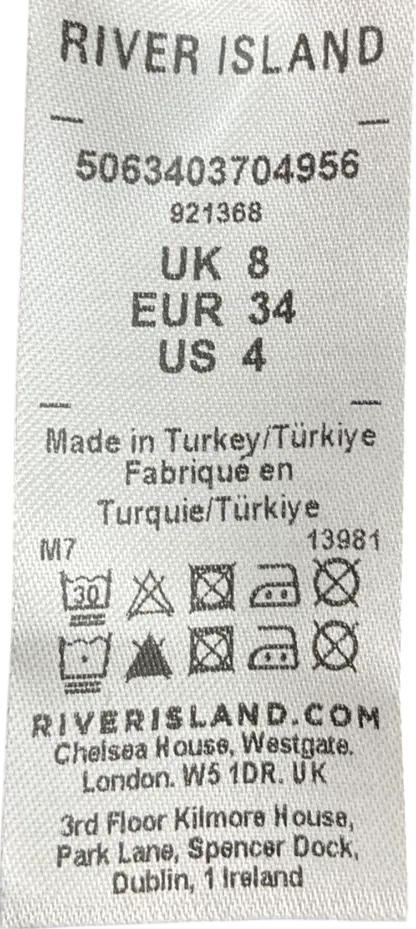 RIVER ISLAND
5063403704956
921368
UK 8
EUR 34
US 4
Made in Turkey/Türkiye
Fabriqué en
Turquie/Türkiye
M7 13981
30
RIVERISLAND.COM
Chelsea House, Westgate.
London. W5 1DR. UK
3rd Floor Kilmore House,
Park Lane, Spencer Dock,
Dublin, 1 Ireland